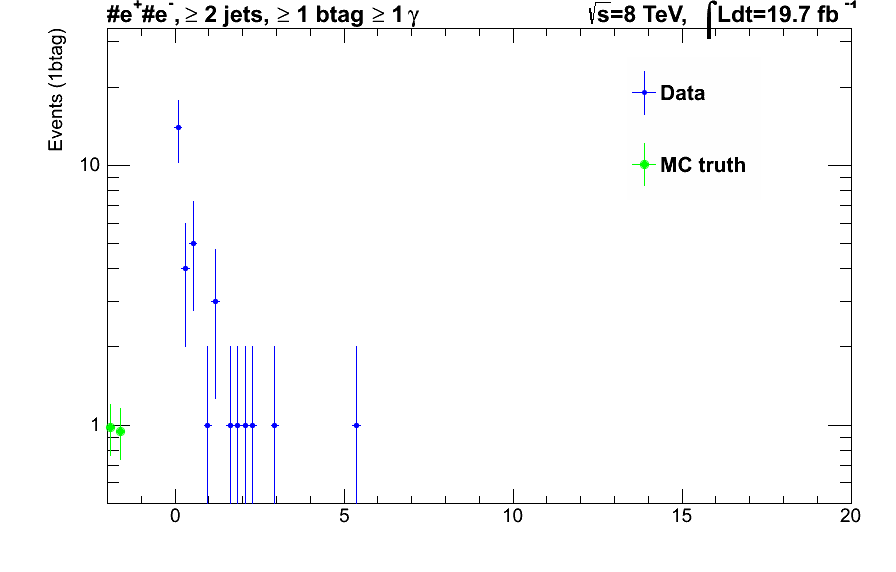 #e⁺#e⁻, ≥ 2 jets, ≥ 1 btag ≥ 1 γ
√s=8 TeV, ∫Ldt=19.7 fb⁻¹
Events (1btag)
Data
MC truth
10
1
0 5 10 15 20